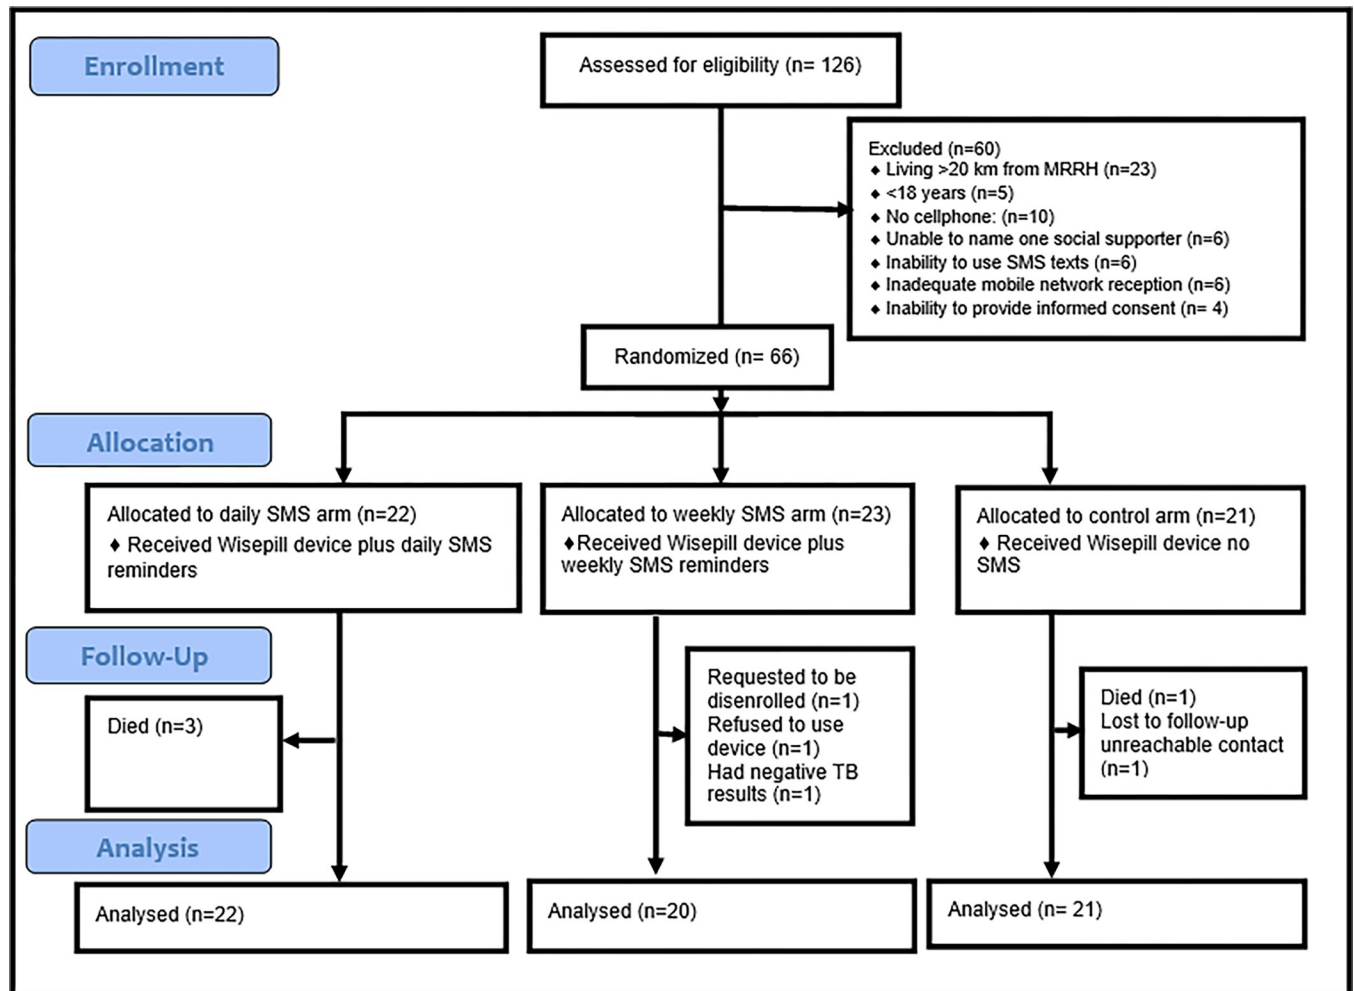 Enrollment
Assessed for eligibility (n= 126)
Excluded (n=60)
⬥ Living >20 km from MRRH (n=23)
⬥ <18 years (n=5)
⬥ No cellphone: (n=10)
⬥ Unable to name one social supporter (n=6)
⬥ Inability to use SMS texts (n=6)
⬥ Inadequate mobile network reception (n=6)
⬥ Inability to provide informed consent (n= 4)
Randomized (n= 66)
Allocation
Allocated to daily SMS arm (n=22)
♦ Received Wisepill device plus daily SMS
reminders
Allocated to weekly SMS arm (n=23)
♦Received Wisepill device plus
weekly SMS reminders
Allocated to control arm (n=21)
♦ Received Wisepill device no
SMS
Follow-Up
Died (n=3)
Requested to be
disenrolled (n=1)
Refused to use
device (n=1)
Had negative TB
results (n=1)
Died (n=1)
Lost to follow-up
unreachable contact
(n=1)
Analysis
Analysed (n=22)
Analysed (n=20)
Analysed (n= 21)